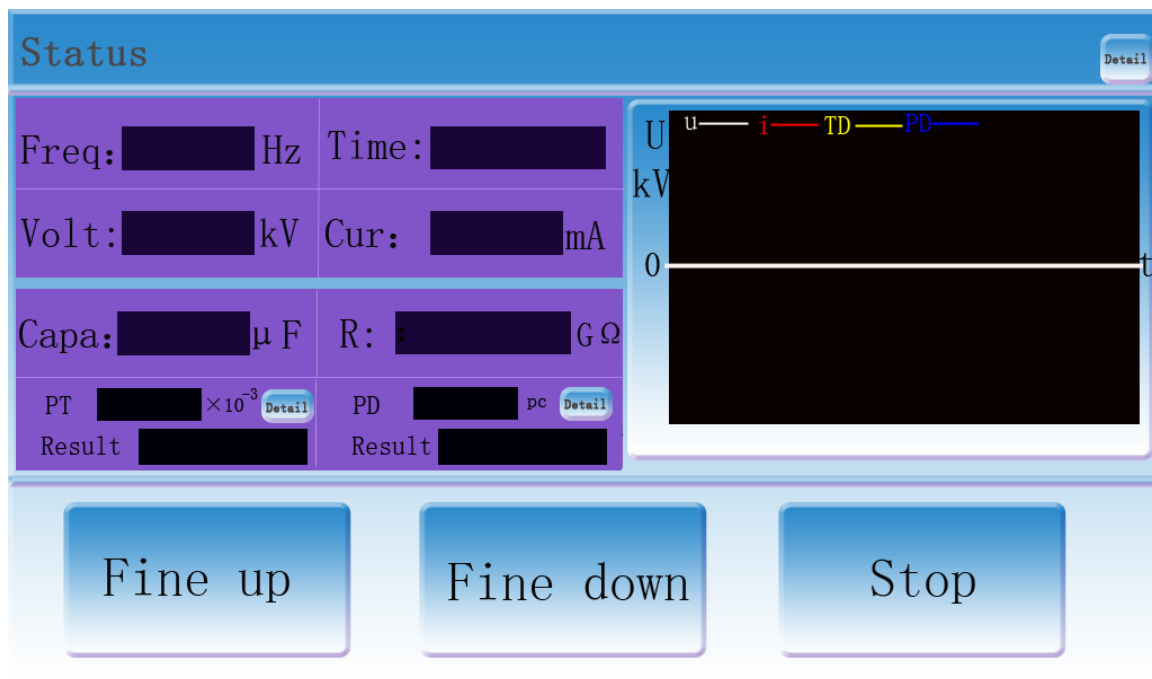 Status
Detail
Freq: Hz Time:
Volt: kV Cur: mA
Capa: μF R: : GΩ
PT ×10⁻³ Detail PD pc Detail
Result Result
U u i TD PD
kV
0 t
Fine up Fine down Stop